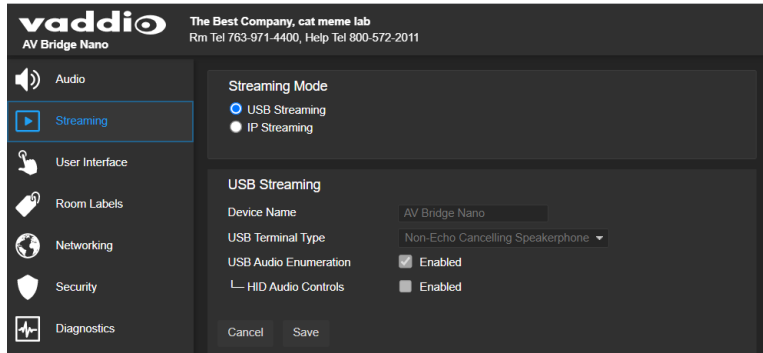 vaddio
AV Bridge Nano
The Best Company, cat meme lab
Rm Tel 763-971-4400, Help Tel 800-572-2011
Audio
Streaming
User Interface
Room Labels
Networking
Security
Diagnostics
Streaming Mode
USB Streaming
IP Streaming
USB Streaming
Device Name AV Bridge Nano
USB Terminal Type Non-Echo Cancelling Speakerphone
USB Audio Enumeration Enabled
HID Audio Controls Enabled
Cancel Save